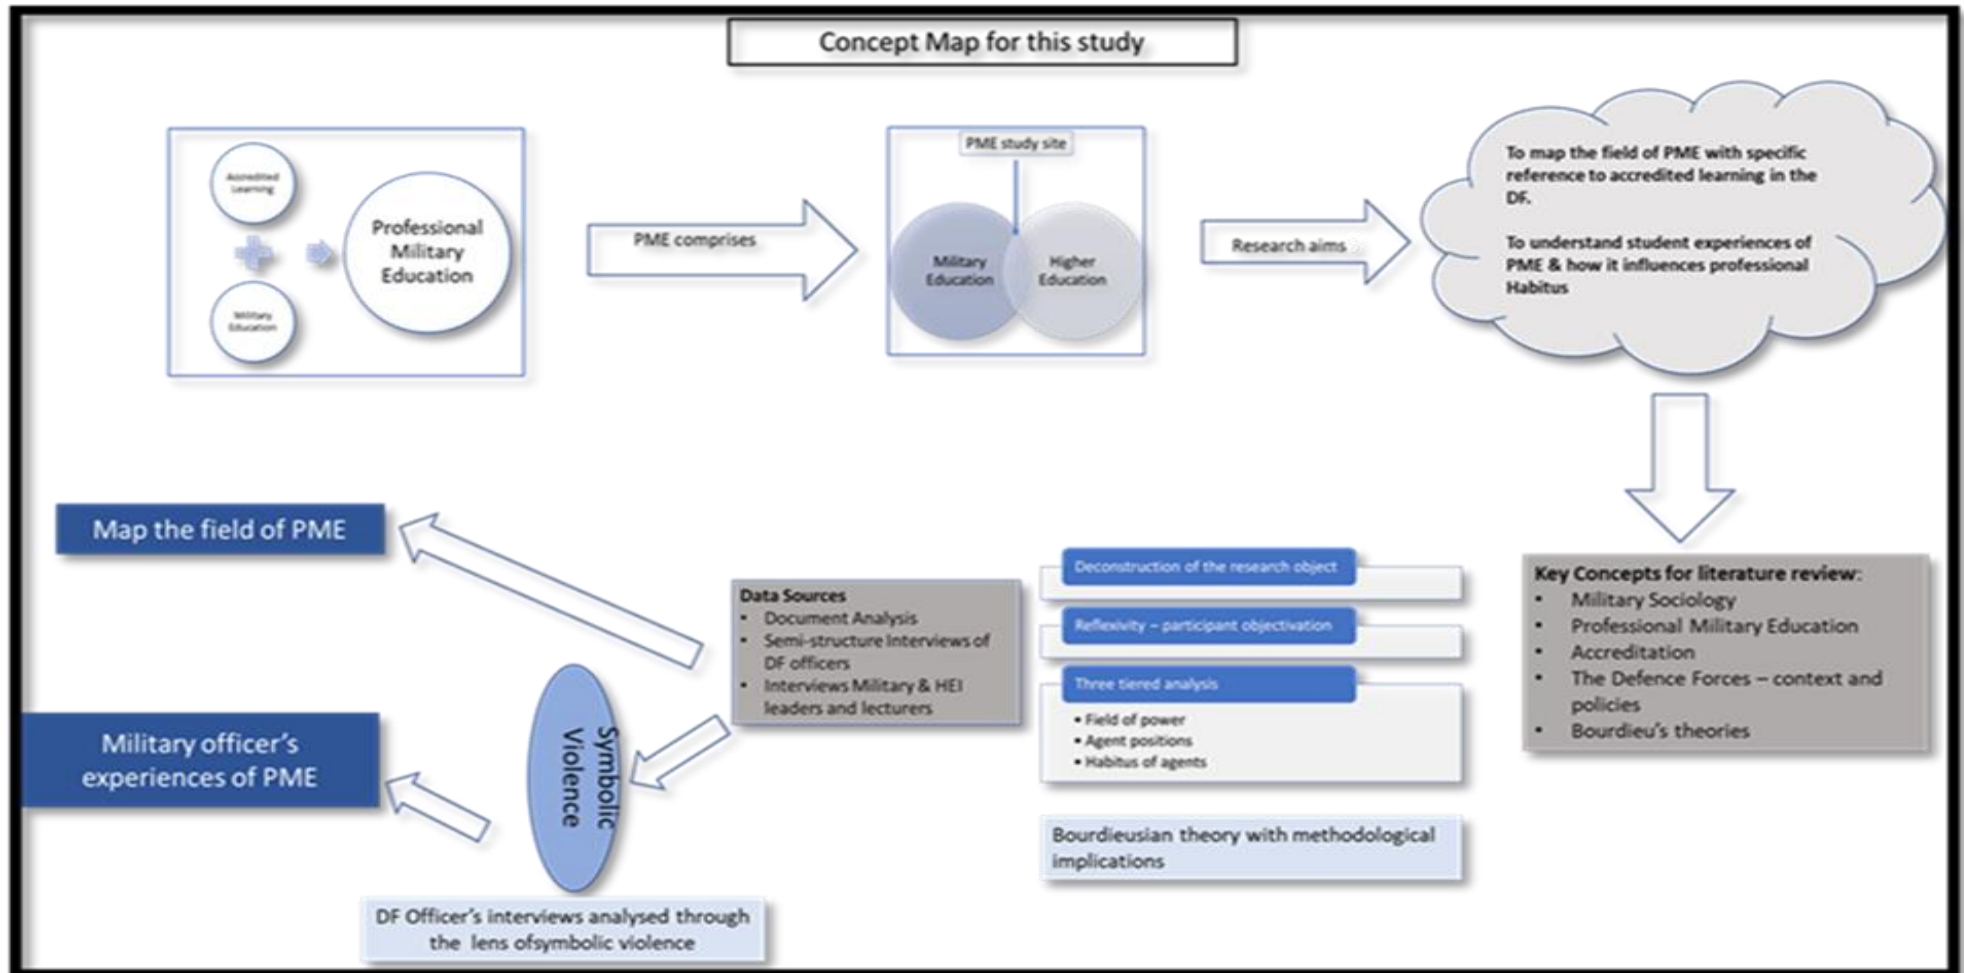 Concept Map for this study
Accredited
Learning
Military
Education
Professional
Military
Education
PME comprises
PME study site
Military
Education
Higher
Education
Research aims
To map the field of PME with specific
reference to accredited learning in the
DF.
To understand student experiences of
PME & how it influences professional
Habitus
Key Concepts for literature review:
• Military Sociology
• Professional Military Education
• Accreditation
• The Defence Forces – context and
policies
• Bourdieu's theories
Deconstruction of the research object
Reflexivity – participant objectivation
Three tiered analysis
• Field of power
• Agent positions
• Habitus of agents
Bourdieusian theory with methodological
implications
Data Sources
• Document Analysis
• Semi-structure Interviews of
DF officers
• Interviews Military & HEI
leaders and lecturers
Map the field of PME
Symbolic
Violence
Military officer's
experiences of PME
DF Officer's interviews analysed through
the lens ofsymbolic violence